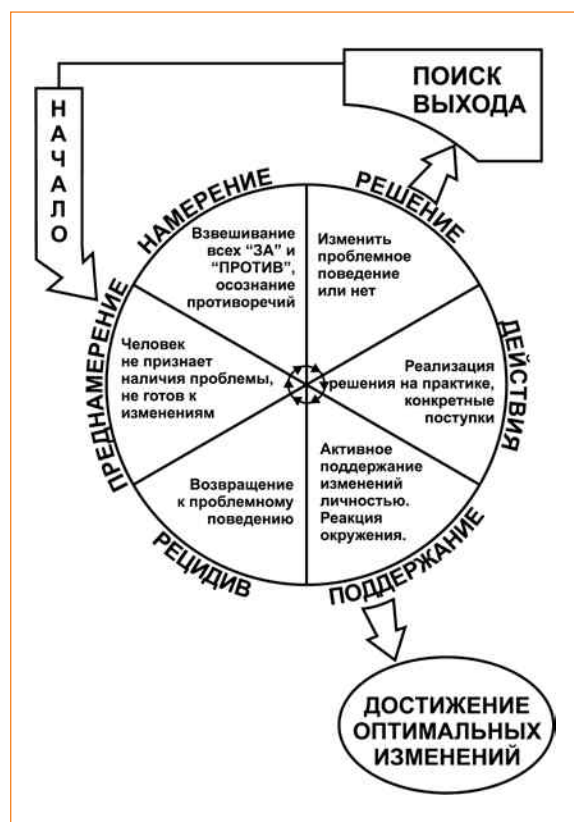 НАЧАЛО
ПОИСК
ВЫХОДА
НАМЕРЕНИЕ
Взвешивание
всех “ЗА” и
“ПРОТИВ”,
осознание
противоречий
РЕШЕНИЕ
Изменить
проблемное
поведение
или нет
ПРЕДНАМЕРЕНИЕ
Человек
не признает
наличия проблемы,
не готов к
изменениям
ДЕЙСТВИЯ
Реализация
решения на практике,
конкретные
поступки
РЕЦИДИВ
Возвращение
к проблемному
поведению
ПОДДЕРЖАНИЕ
Активное
поддержание
изменений
личностью.
Реакция
окружения.
ДОСТИЖЕНИЕ
ОПТИМАЛЬНЫХ
ИЗМЕНЕНИЙ